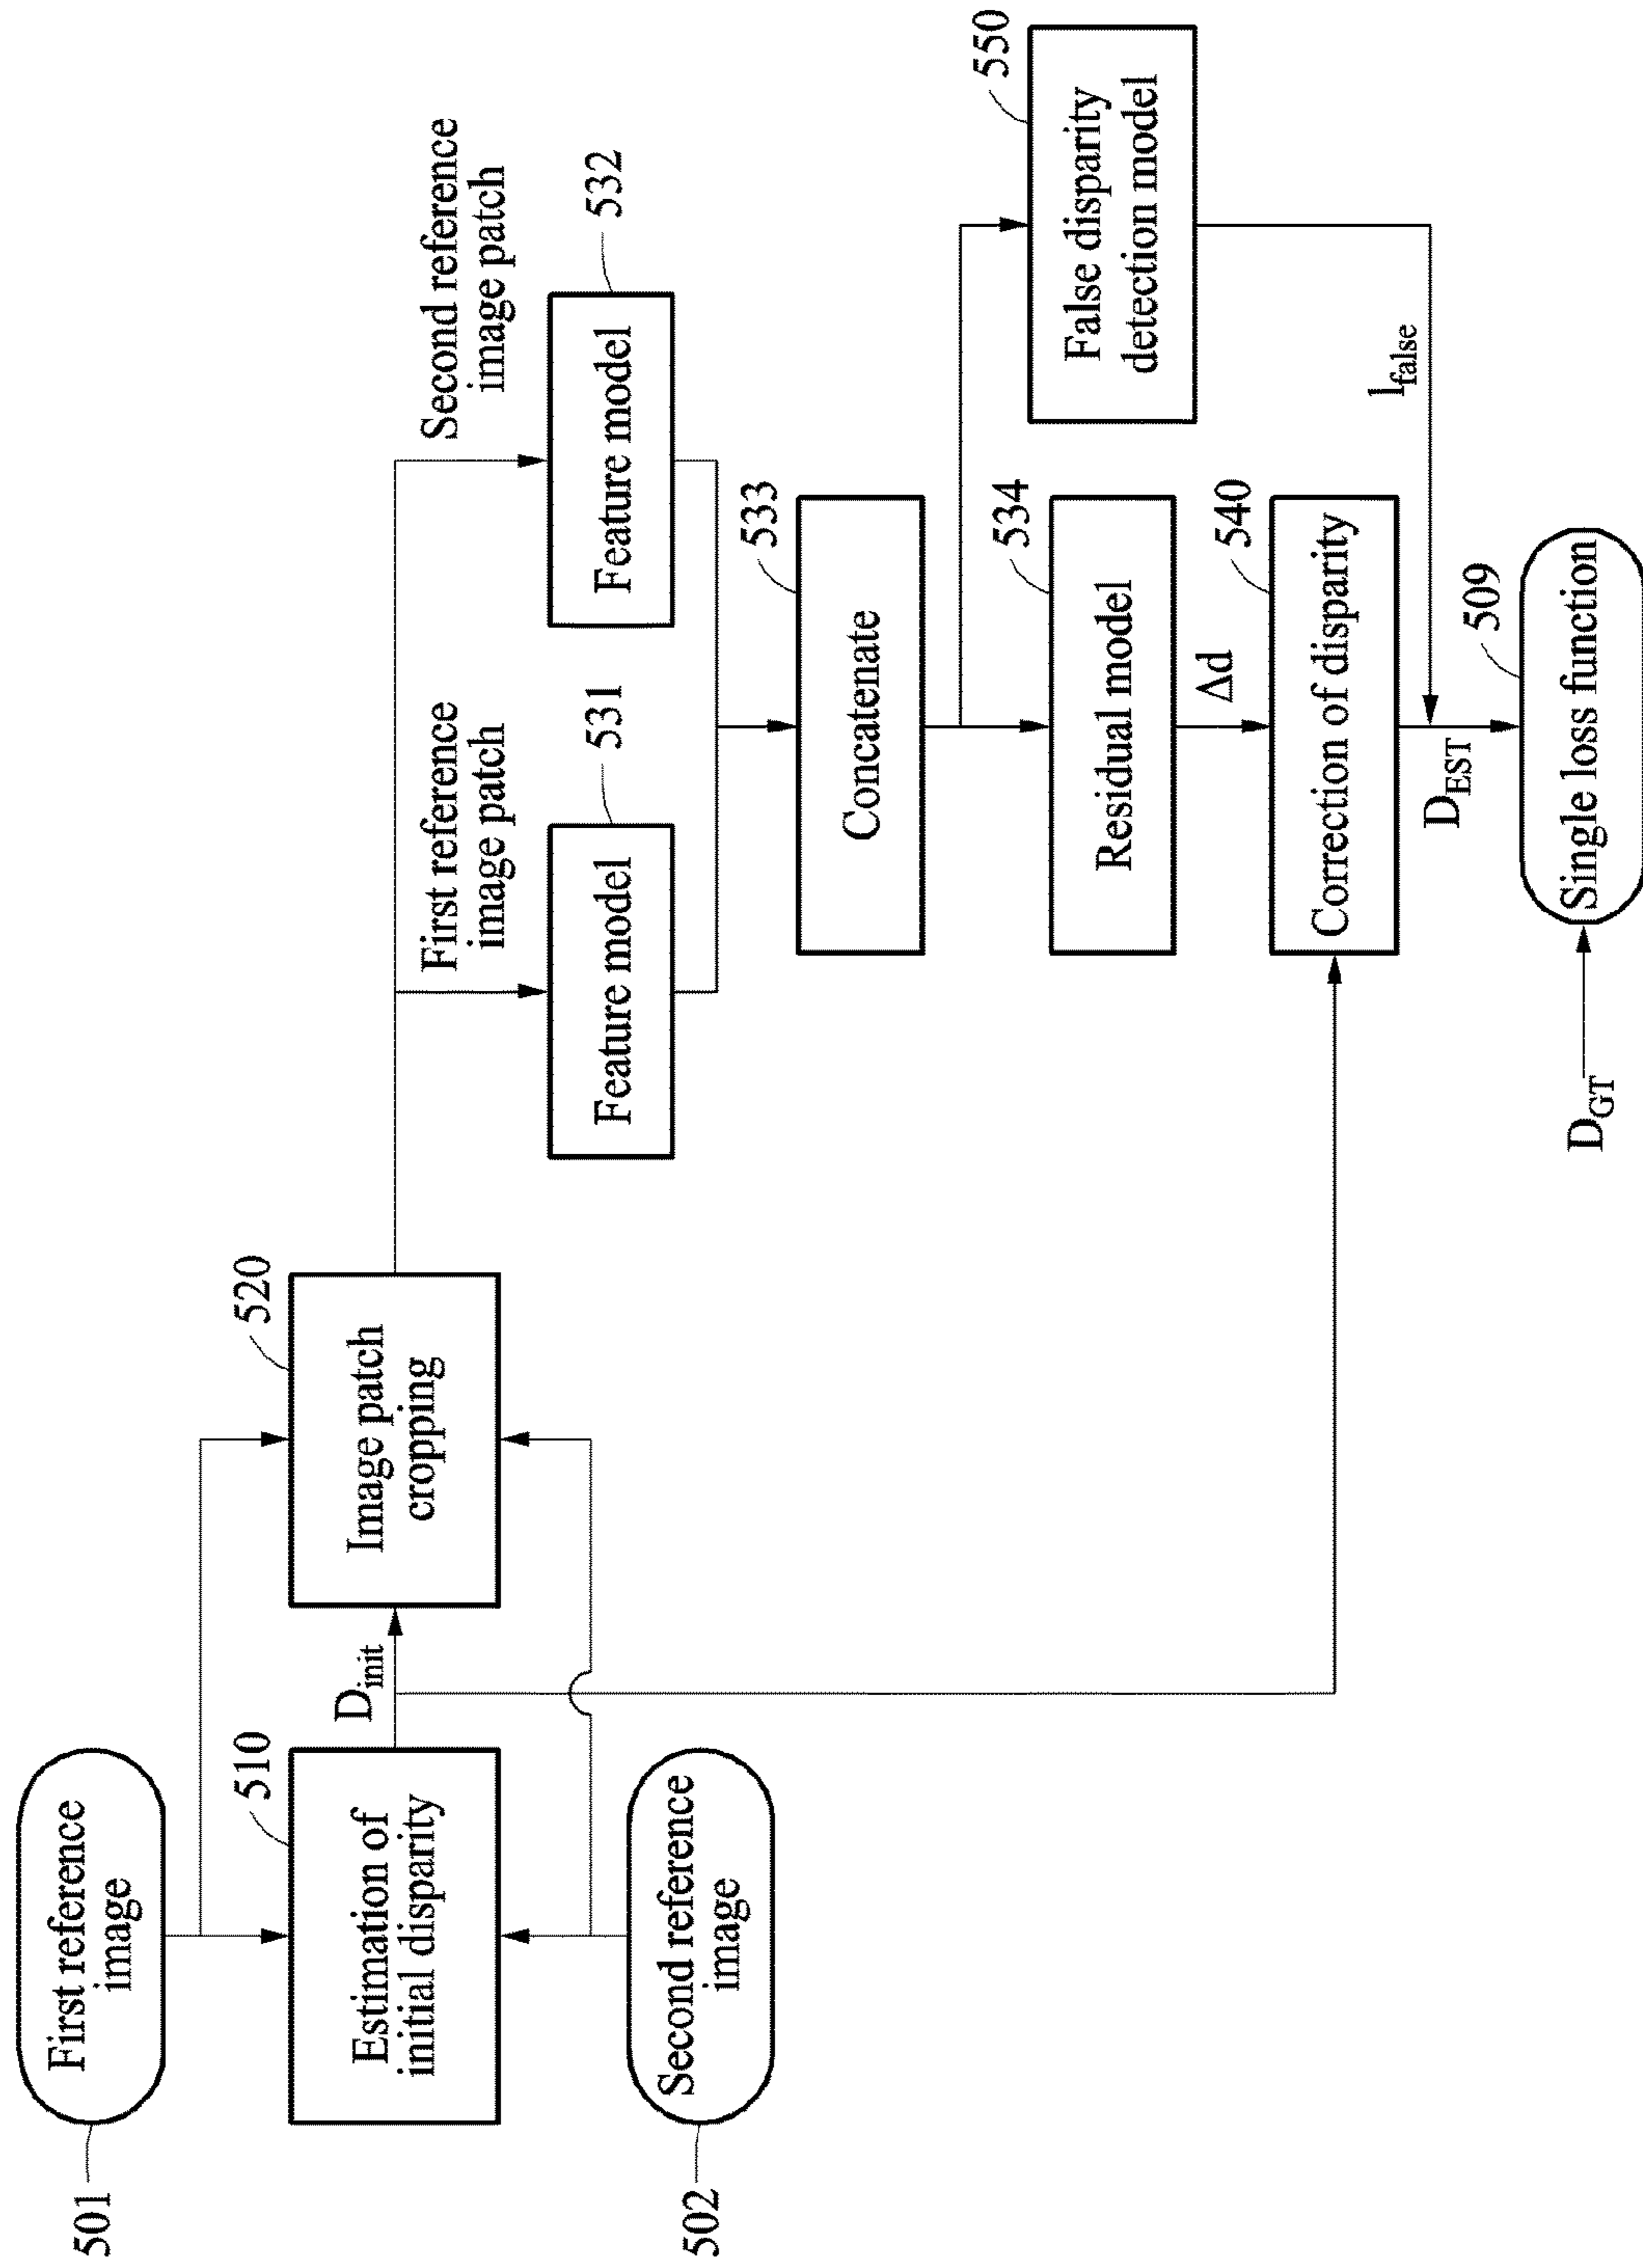 501
First reference
image
510
Estimation of
initial disparity
502
Second reference
image
D_init
520
Image patch
cropping
First reference
image patch
Second reference
image patch
531
Feature model
532
Feature model
533
Concatenate
534
Residual model
550
False disparity
detection model
Δd
540
Correction of disparity
l_false
D_EST
509
Single loss function
D_GT